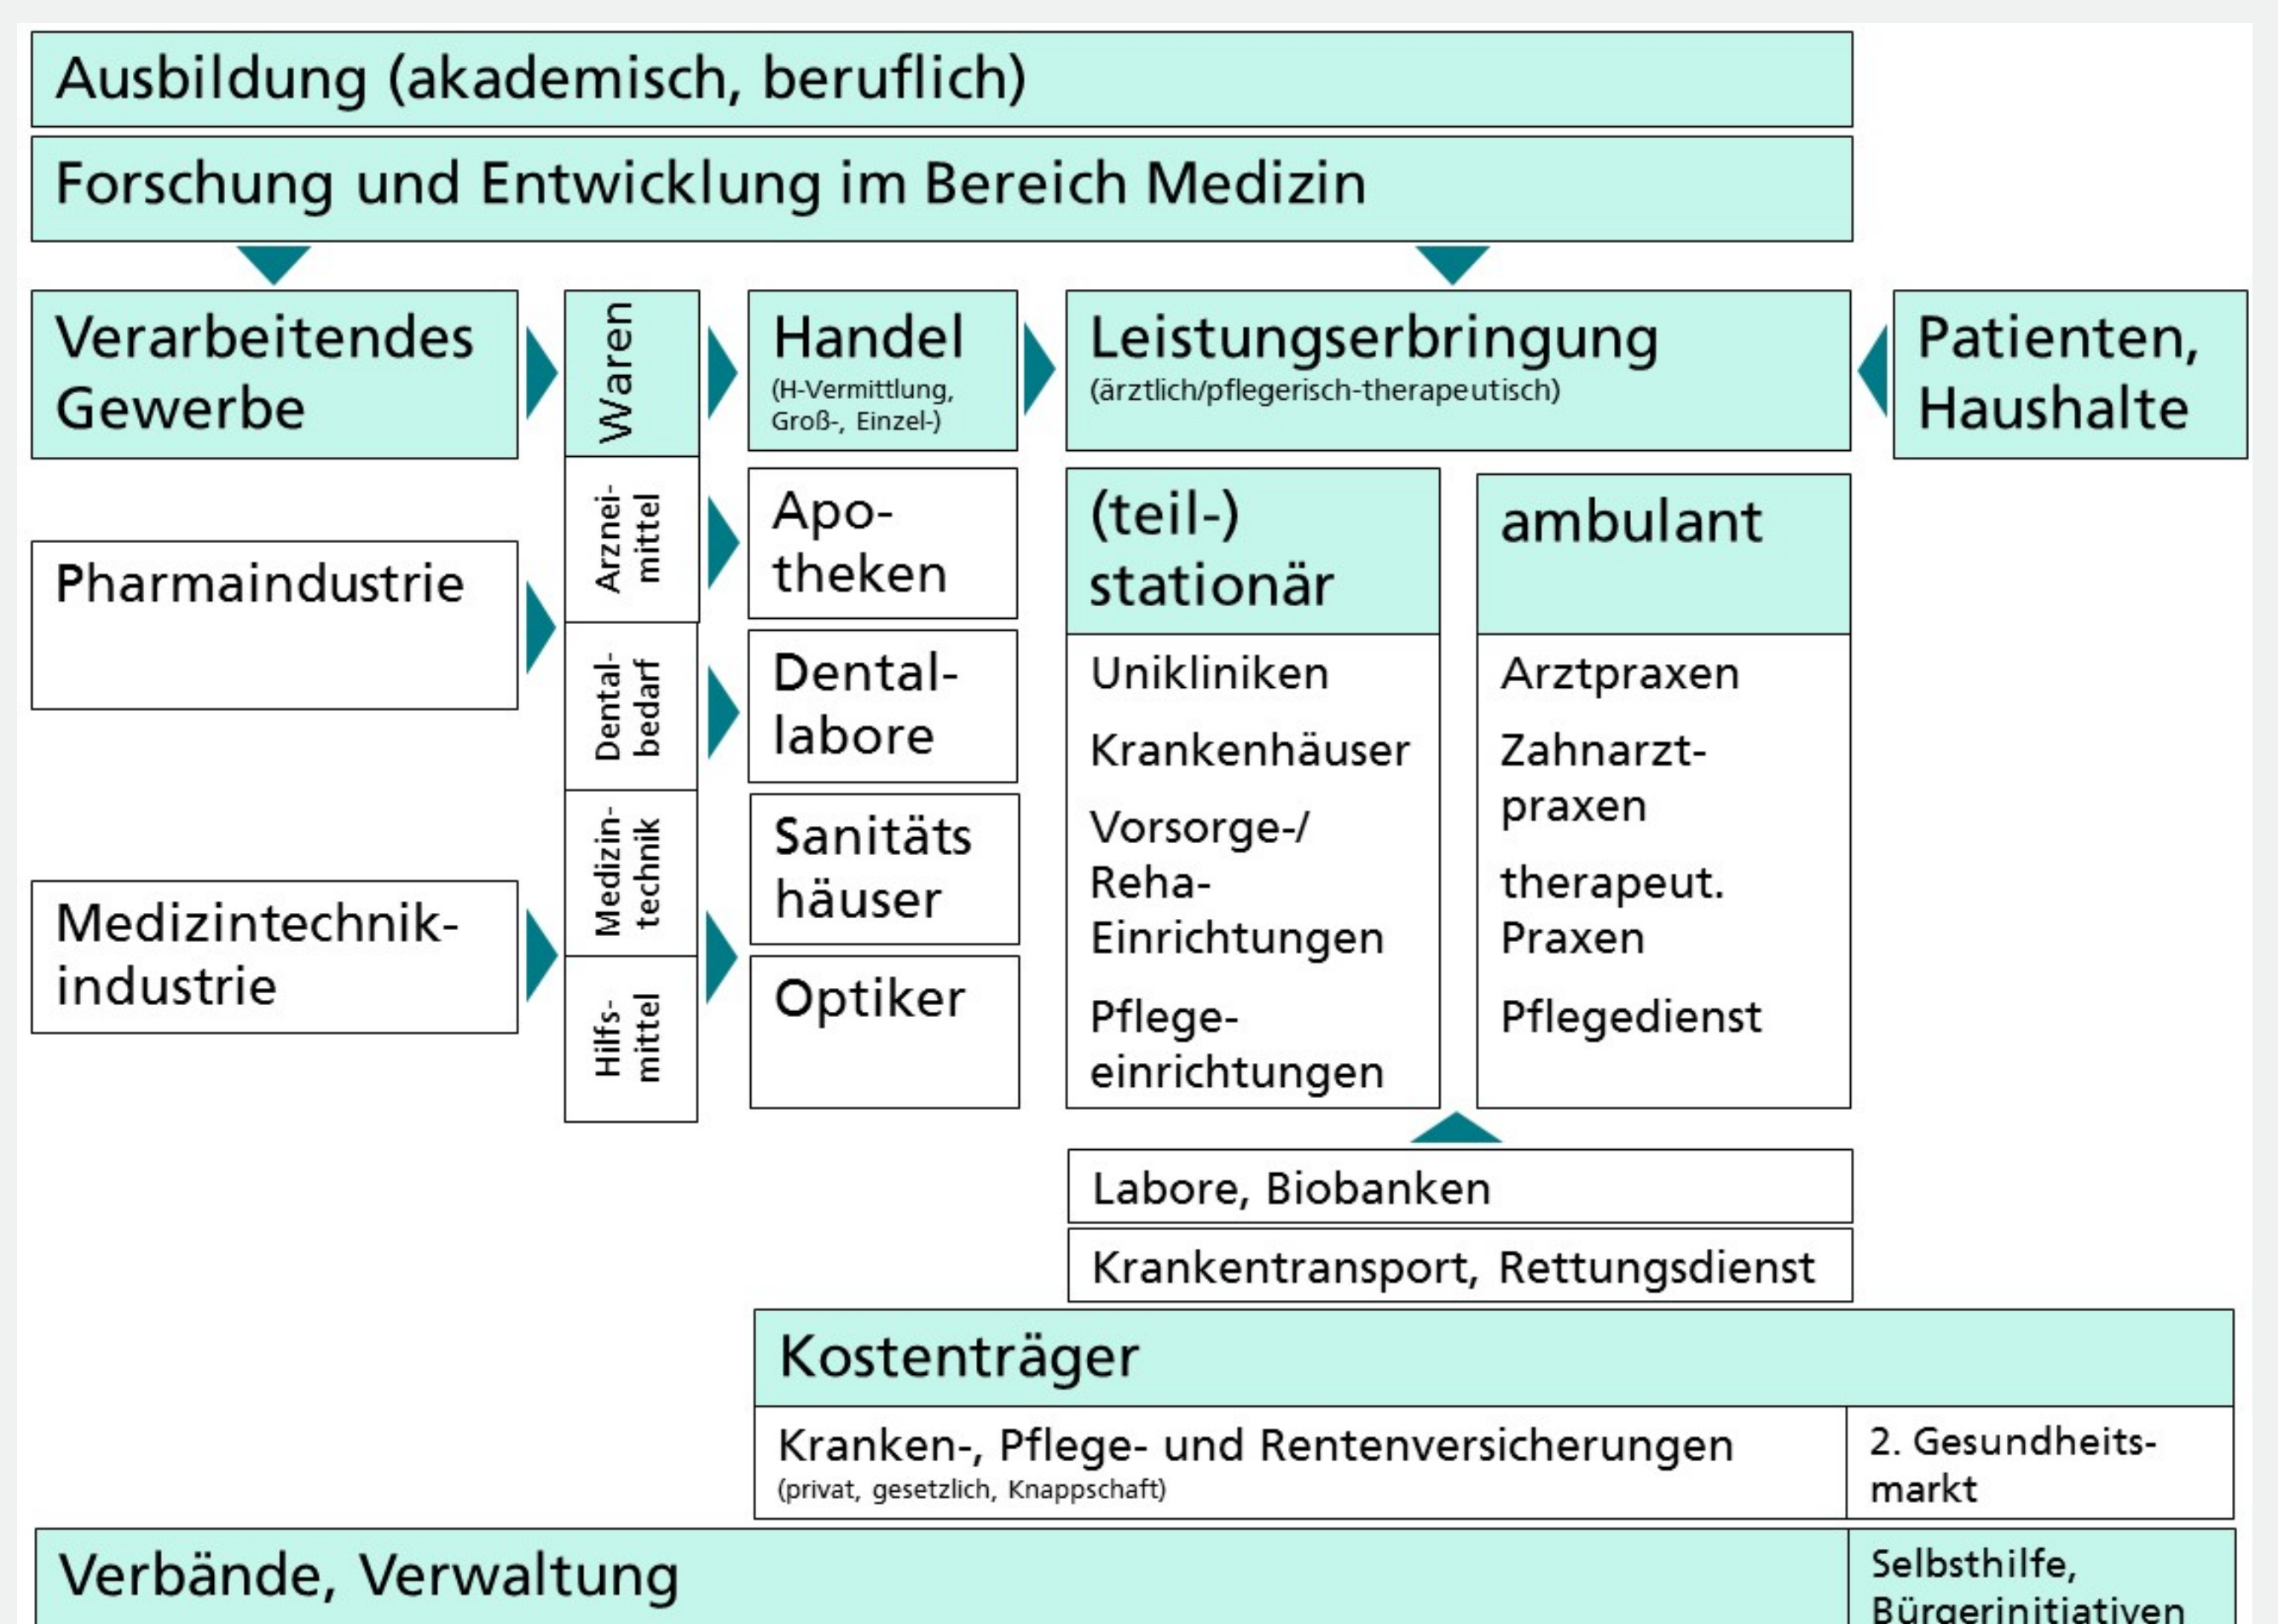 Ausbildung (akademisch, beruflich)
Forschung und Entwicklung im Bereich Medizin
Verarbeitendes
Gewerbe
Waren
Handel
(H-Vermittlung,
Groß-, Einzel-)
Leistungserbringung
(ärztlich/pflegerisch-therapeutisch)
Patienten,
Haushalte
Pharmaindustrie
Medizintechnik-
industrie
Arznei-
mittel
Dental-
bedarf
Medizin-
technik
Hilfs-
mittel
Apo-
theken
Dental-
labore
Sanitäts
häuser
Optiker
(teil-)
stationär
Unikliniken
Krankenhäuser
Vorsorge-/
Reha-
Einrichtungen
Pflege-
einrichtungen
ambulant
Arztpraxen
Zahnarzt-
praxen
therapeut.
Praxen
Pflegedienst
Labore, Biobanken
Krankentransport, Rettungsdienst
Kostenträger
Kranken-, Pflege- und Rentenversicherungen
(privat, gesetzlich, Knappschaft)
2. Gesundheits-
markt
Verbände, Verwaltung
Selbsthilfe,
Bürgerinitiativen